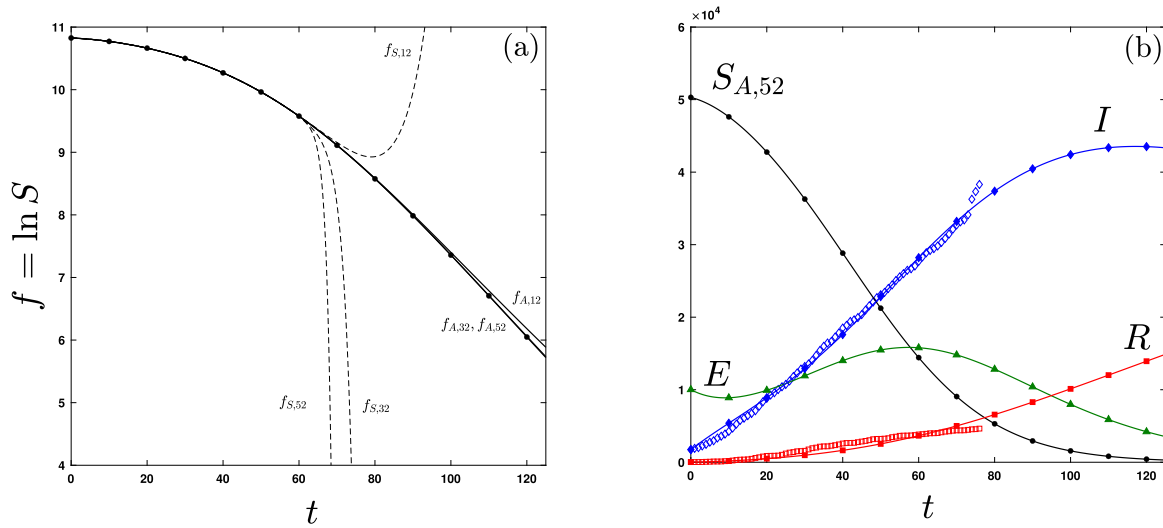 (a)
f = ln S
11
10
9
8
7
6
5
4
0 20 40 60 80 100 120
t
f_{S,12}
f_{A,12}
f_{A,32}, f_{A,52}
f_{S,52}
f_{S,32}
(b)
×10⁴
6
5
4
3
2
1
0
0 20 40 60 80 100 120
t
S_{A,52}
I
E
R